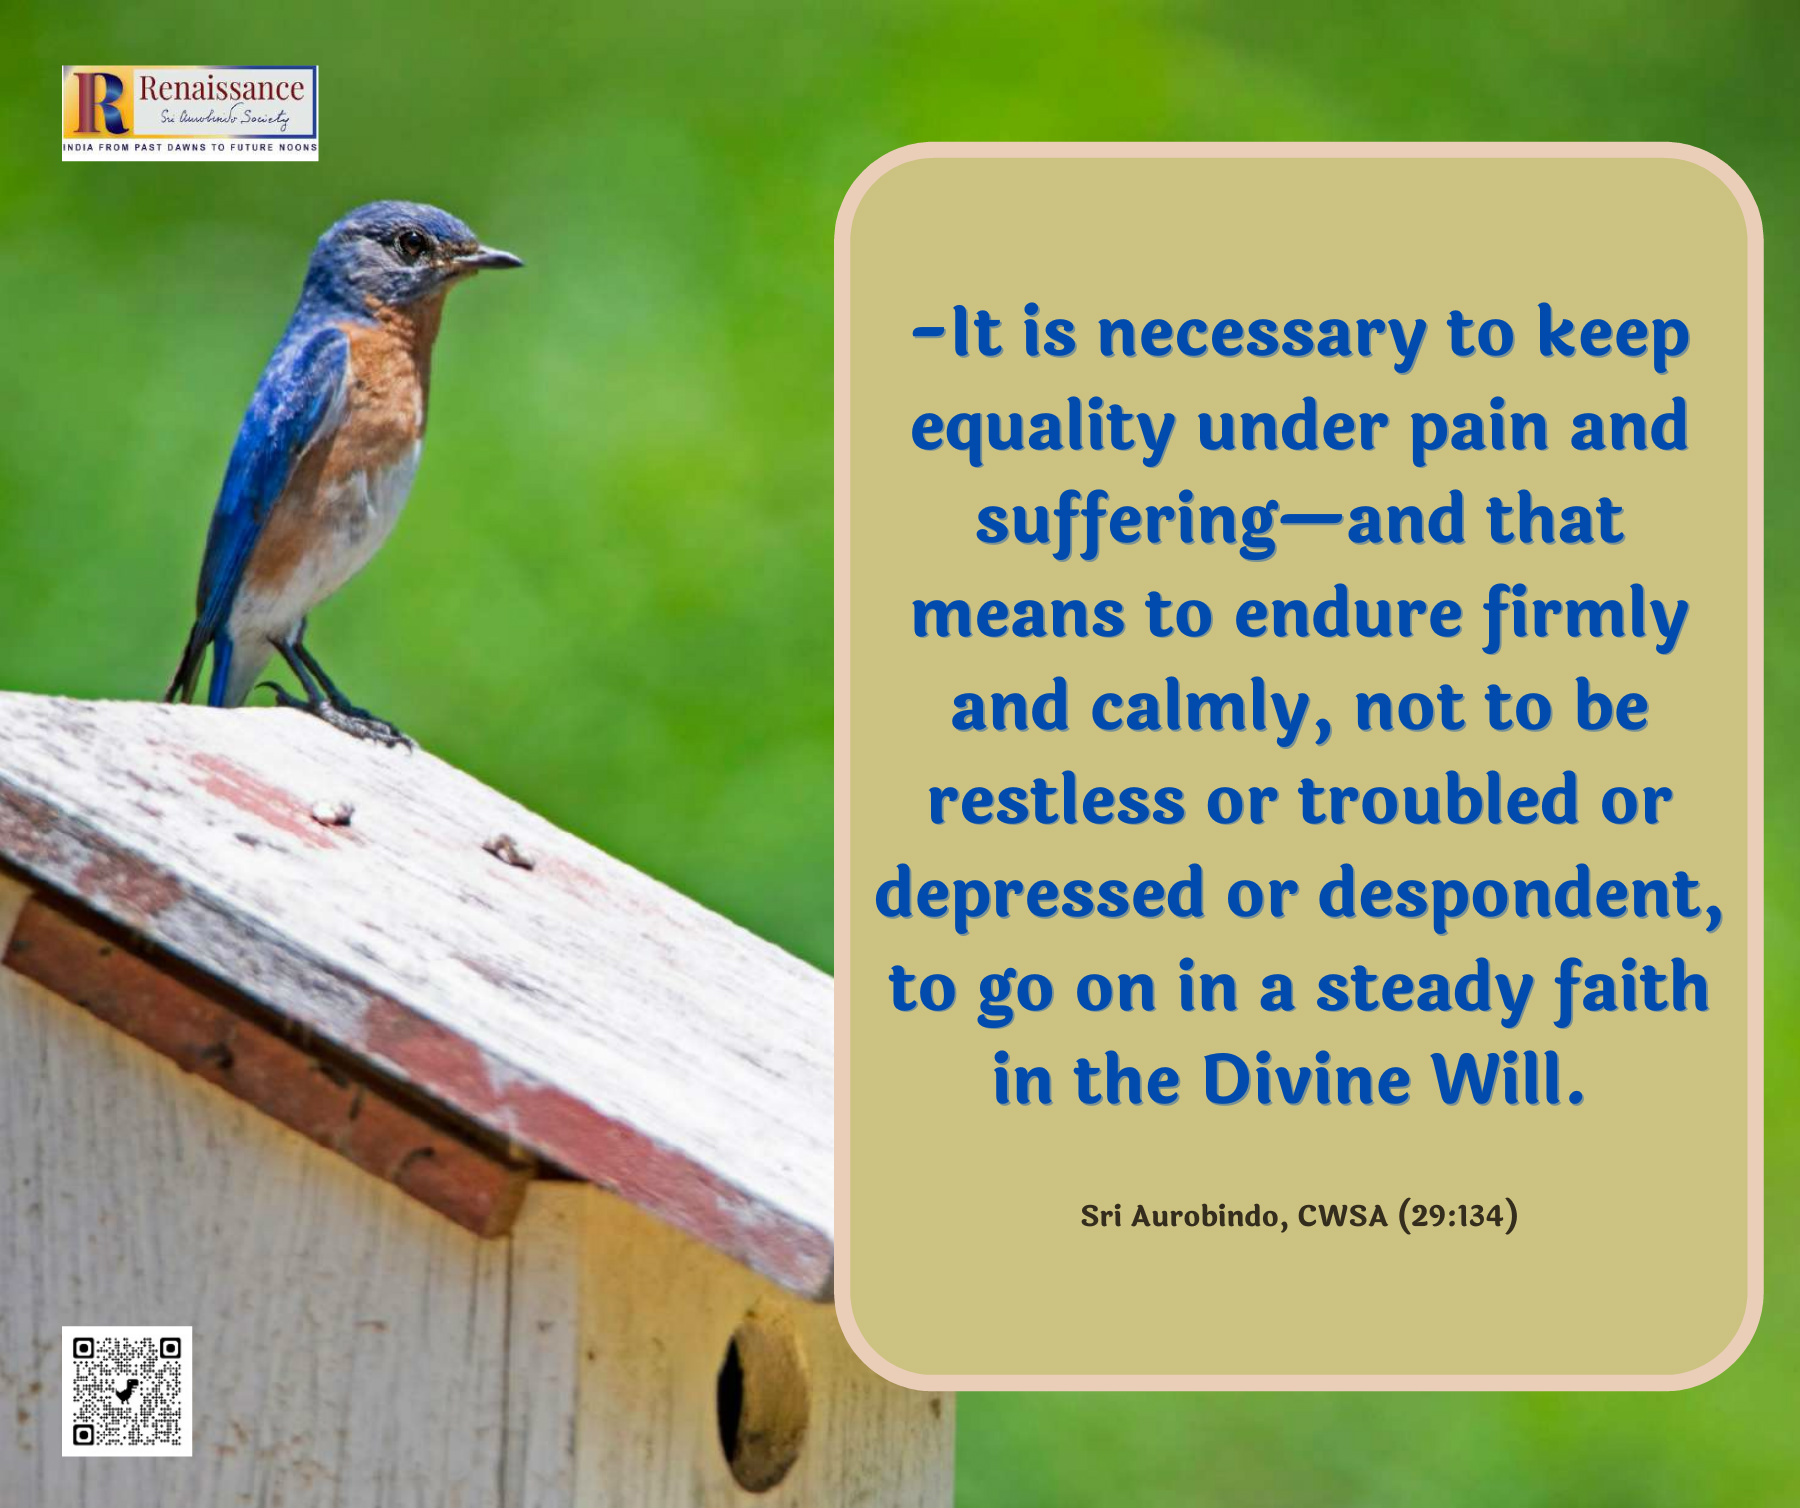 R Renaissance
Sri Aurobindo Society
INDIA FROM PAST DAWNS TO FUTURE NOONS
-It is necessary to keep
equality under pain and
suffering—and that
means to endure firmly
and calmly, not to be
restless or troubled or
depressed or despondent,
to go on in a steady faith
in the Divine Will.
Sri Aurobindo, CWSA (29:134)